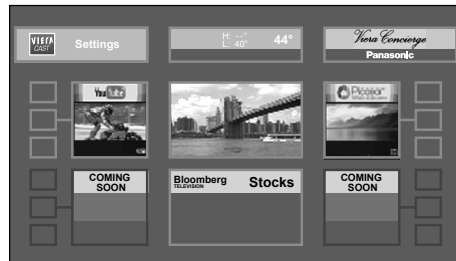 VIERA
CAST
Settings
H: --°
L: 40°
44°
Viera Concierge
Panasonic
YouTube
Picasa
COMING
SOON
Bloomberg
TELEVISION
Stocks
COMING
SOON